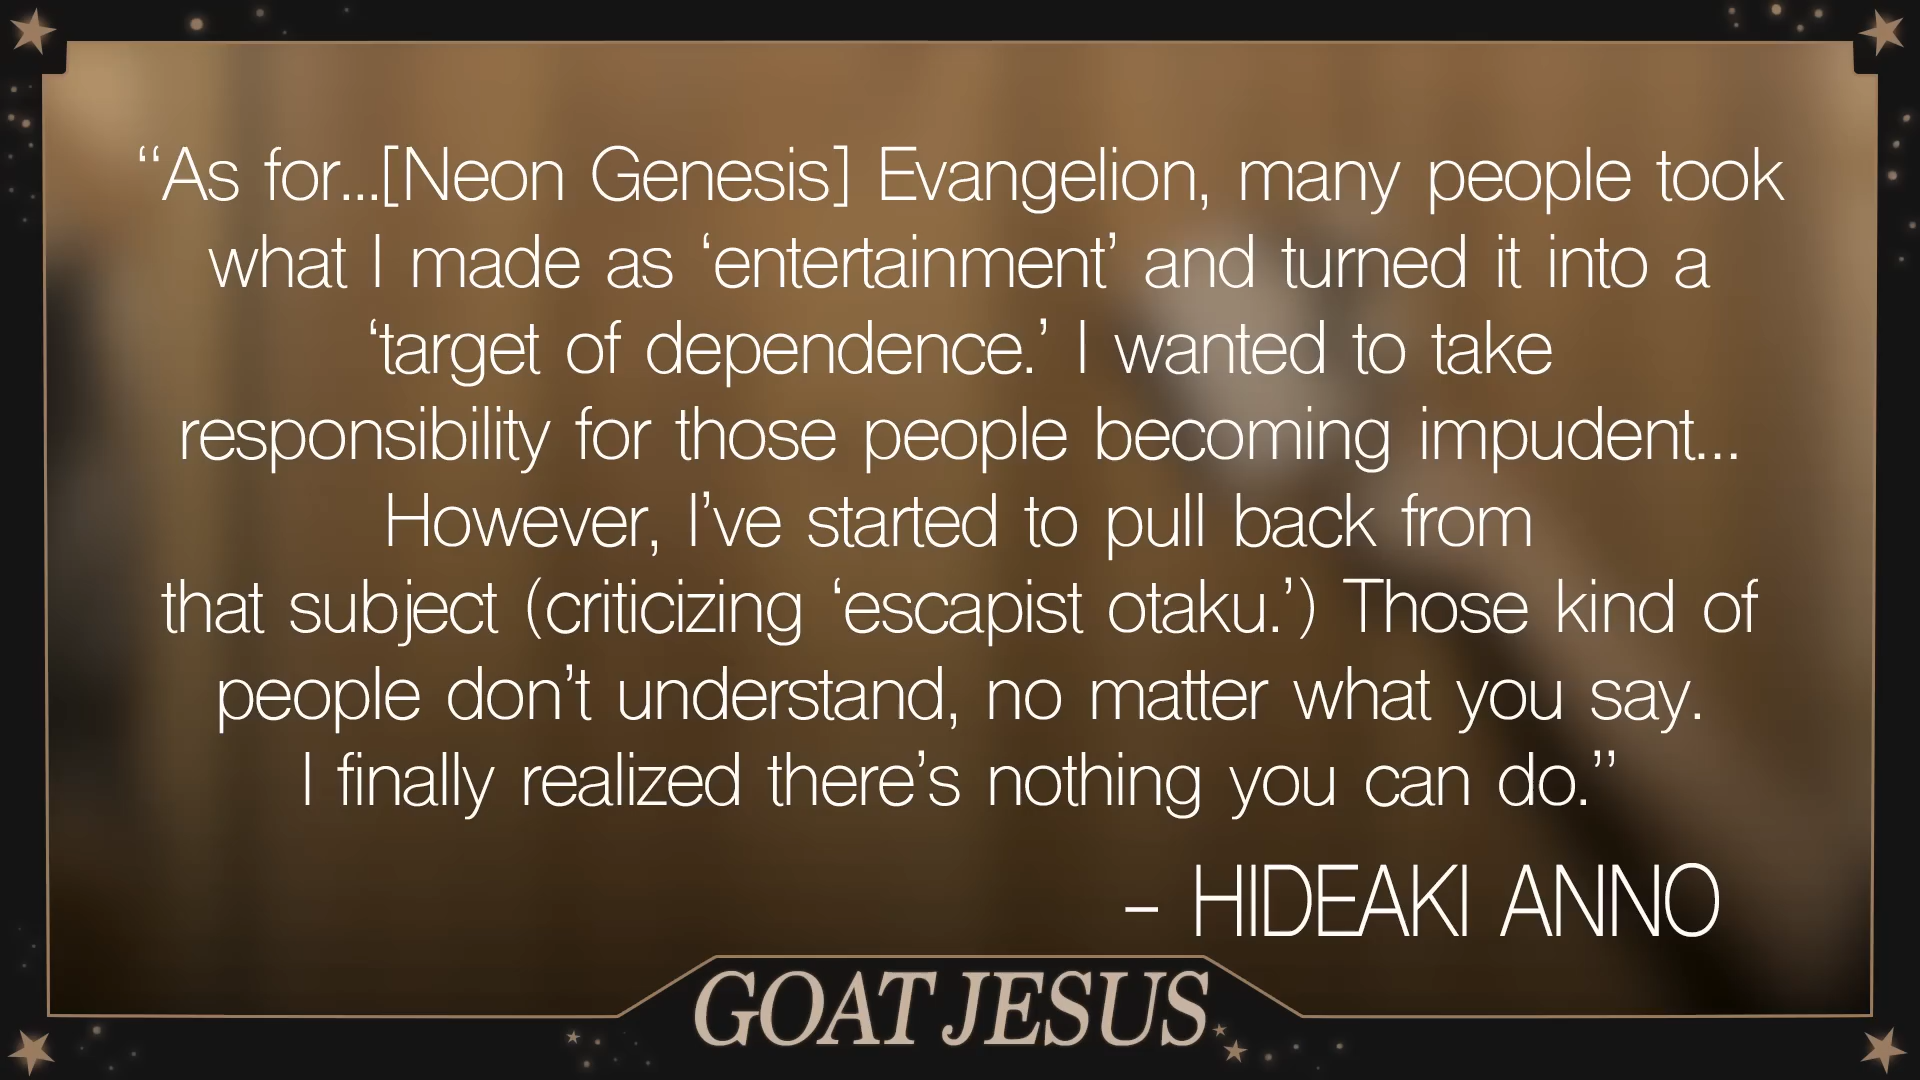 “As for...[Neon Genesis] Evangelion, many people took
what I made as ‘entertainment’ and turned it into a
‘target of dependence.’ I wanted to take
responsibility for those people becoming impudent...
However, I’ve started to pull back from
that subject (criticizing ‘escapist otaku.’) Those kind of
people don’t understand, no matter what you say.
I finally realized there’s nothing you can do.”
– HIDEAKI ANNO
GOAT JESUS